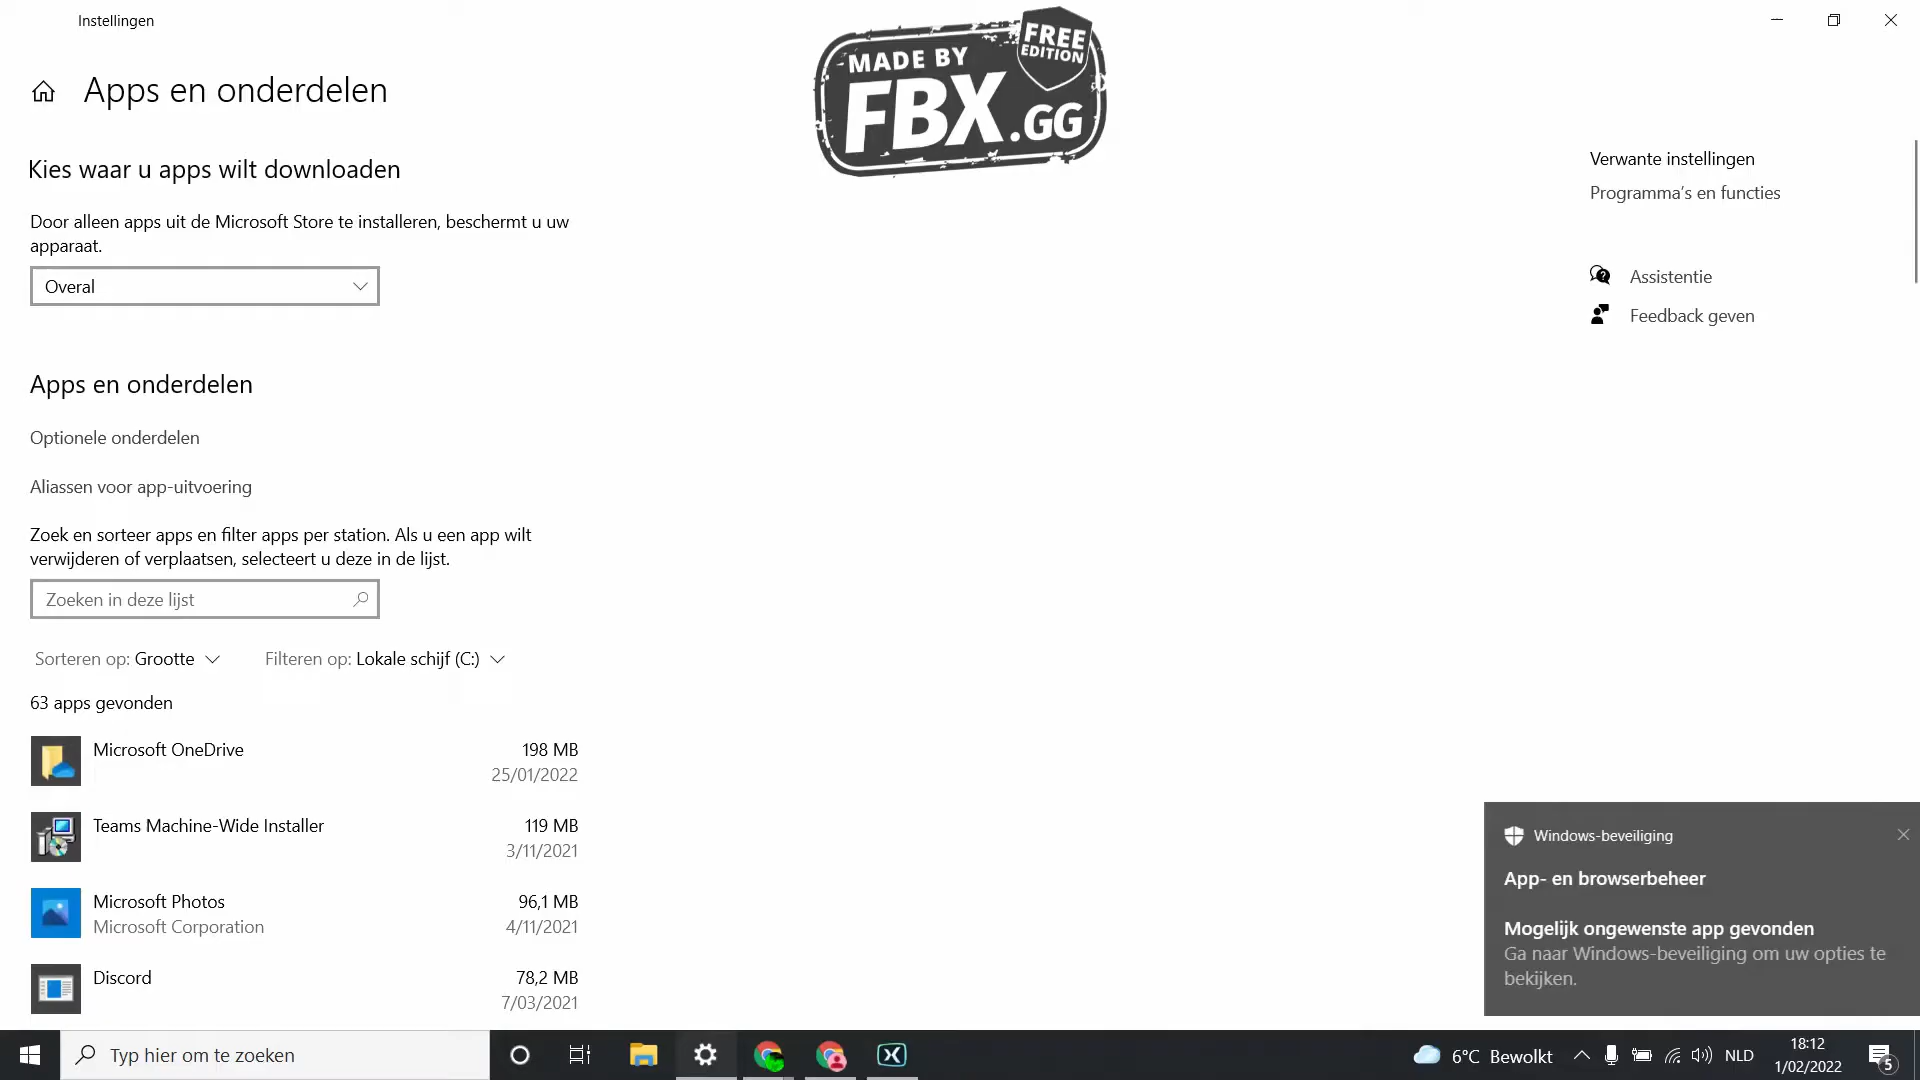 Instellingen
Apps en onderdelen
MADE BY
FREE
EDITION
FBX.GG
Kies waar u apps wilt downloaden
Door alleen apps uit de Microsoft Store te installeren, beschermt u uw
apparaat.
Overal
Verwante instellingen
Programma's en functies
Assistentie
Feedback geven
Apps en onderdelen
Optionele onderdelen
Aliassen voor app-uitvoering
Zoek en sorteer apps en filter apps per station. Als u een app wilt
verwijderen of verplaatsen, selecteert u deze in de lijst.
Zoeken in deze lijst
Sorteren op: Grootte Filteren op: Lokale schijf (C:)
63 apps gevonden
Microsoft OneDrive 198 MB
25/01/2022
Teams Machine-Wide Installer 119 MB
3/11/2021
Microsoft Photos 96,1 MB
Microsoft Corporation 4/11/2021
Discord 78,2 MB
7/03/2021
Windows-beveiliging
App- en browserbeheer
Mogelijk ongewenste app gevonden
Ga naar Windows-beveiliging om uw opties te
bekijken.
Typ hier om te zoeken
6°C Bewolkt
NLD
18:12
1/02/2022
5